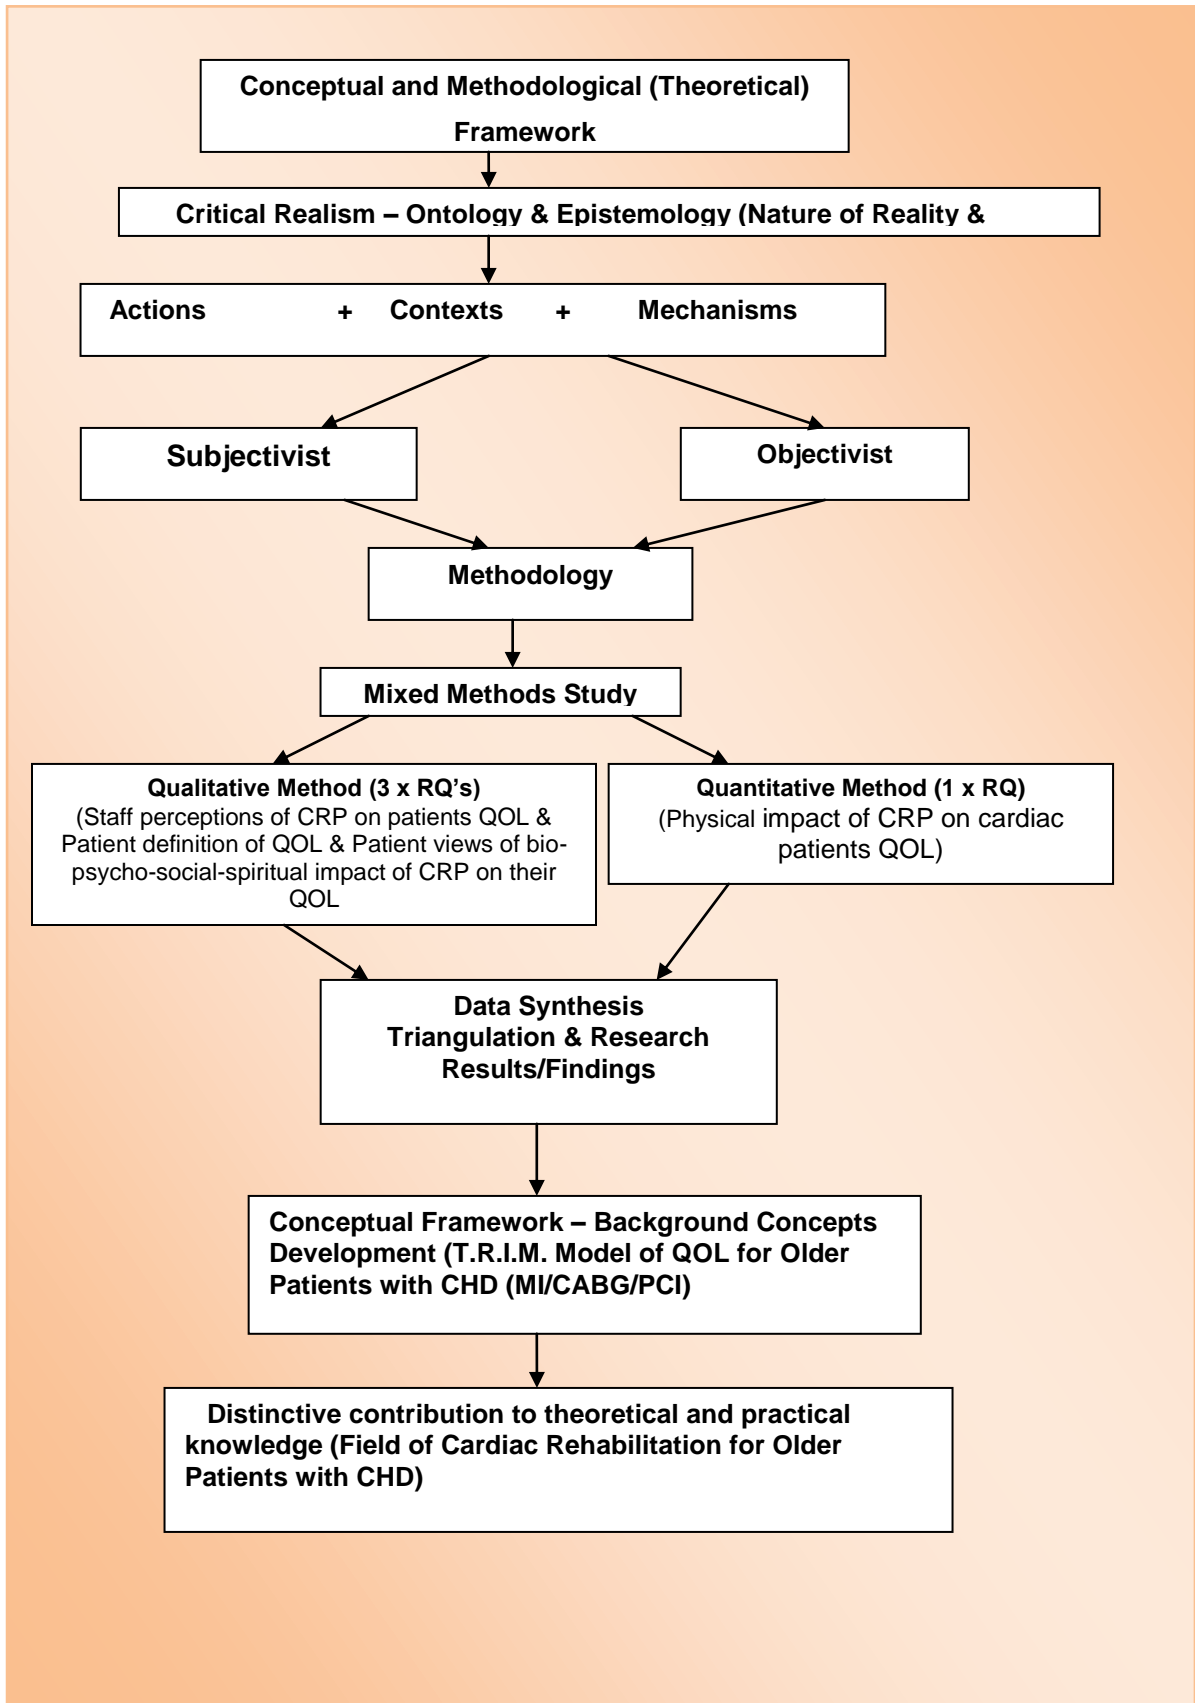 Conceptual and Methodological (Theoretical)
Framework
Critical Realism – Ontology & Epistemology (Nature of Reality &
Actions + Contexts + Mechanisms
Subjectivist
Objectivist
Methodology
Mixed Methods Study
Qualitative Method (3 x RQ's)
(Staff perceptions of CRP on patients QOL &
Patient definition of QOL & Patient views of bio-
psycho-social-spiritual impact of CRP on their
QOL
Quantitative Method (1 x RQ)
(Physical impact of CRP on cardiac
patients QOL)
Data Synthesis
Triangulation & Research
Results/Findings
Conceptual Framework – Background Concepts
Development (T.R.I.M. Model of QOL for Older
Patients with CHD (MI/CABG/PCI)
Distinctive contribution to theoretical and practical
knowledge (Field of Cardiac Rehabilitation for Older
Patients with CHD)